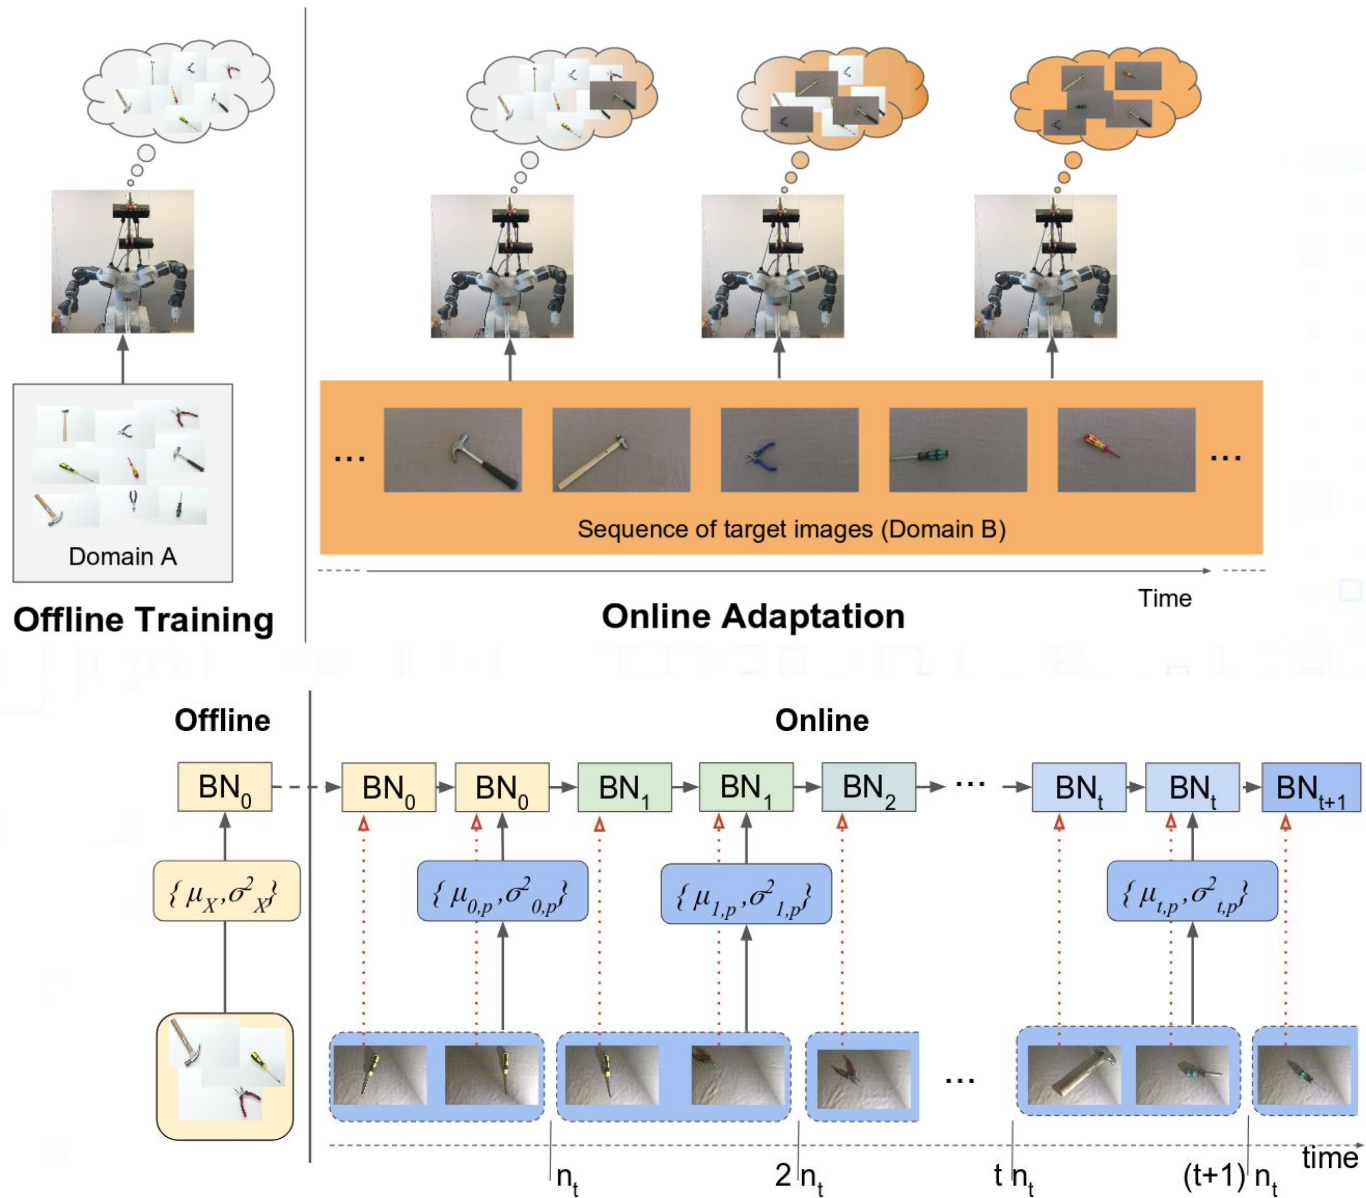 ...
...
Sequence of target images (Domain B)
Domain A
Time
Offline Training
Online Adaptation
Offline
Online
BN0
BN0
BN0
BN1
BN1
BN2
...
BNt
BNt
BNt+1
{ μX,σ²X}
{ μ0,p,σ²0,p}
{ μ1,p,σ²1,p}
{ μt,p,σ²t,p}
...
time
nt
2 nt
t nt
(t+1) nt